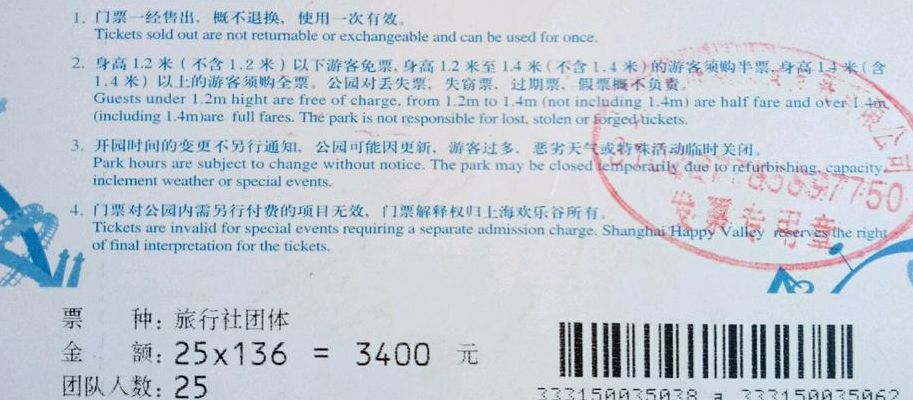 1. 门票一经售出，概不退换，使用一次有效。
Tickets sold out are not returnable or exchangeable and can be used for once.
2. 身高 1.2 米（不含 1.2 米）以下游客免票，身高 1.2 米至 1.4 米（不含 1.4 米）的游客须购半票，身高 1.4 米（含
1.4 米）以上的游客须购全票。公园对丢失票，失窃票，过期票，假票概不负责。
Guests under 1.2m hight are free of charge, from 1.2m to 1.4m (not including 1.4m) are half fare and over 1.4m
(including 1.4m)are full fares. The park is not responsible for lost, stolen or forged tickets.
3. 开园时间的变更不另行通知，公园可能因更新，游客过多，恶劣天气或特殊活动临时关闭。
Park hours are subject to change without notice. The park may be closed temporarily due to refurbishing, capacity,
inclement weather or special events.
4. 门票对公园内需另行付费的项目无效，门票解释权归上海欢乐谷所有。
Tickets are invalid for special events requiring a separate admission charge. Shanghai Happy Valley reserves the right
of final interpretation for the tickets.
限公司
发票专用章
票 种: 旅行社团体
金 额: 25x136 = 3400 元
团队人数: 25
333150035038 a 333150035062